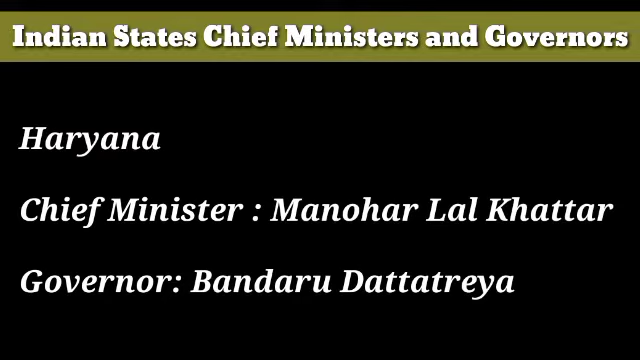 Indian States Chief Ministers and Governors
Haryana
Chief Minister : Manohar Lal Khattar
Governor: Bandaru Dattatreya